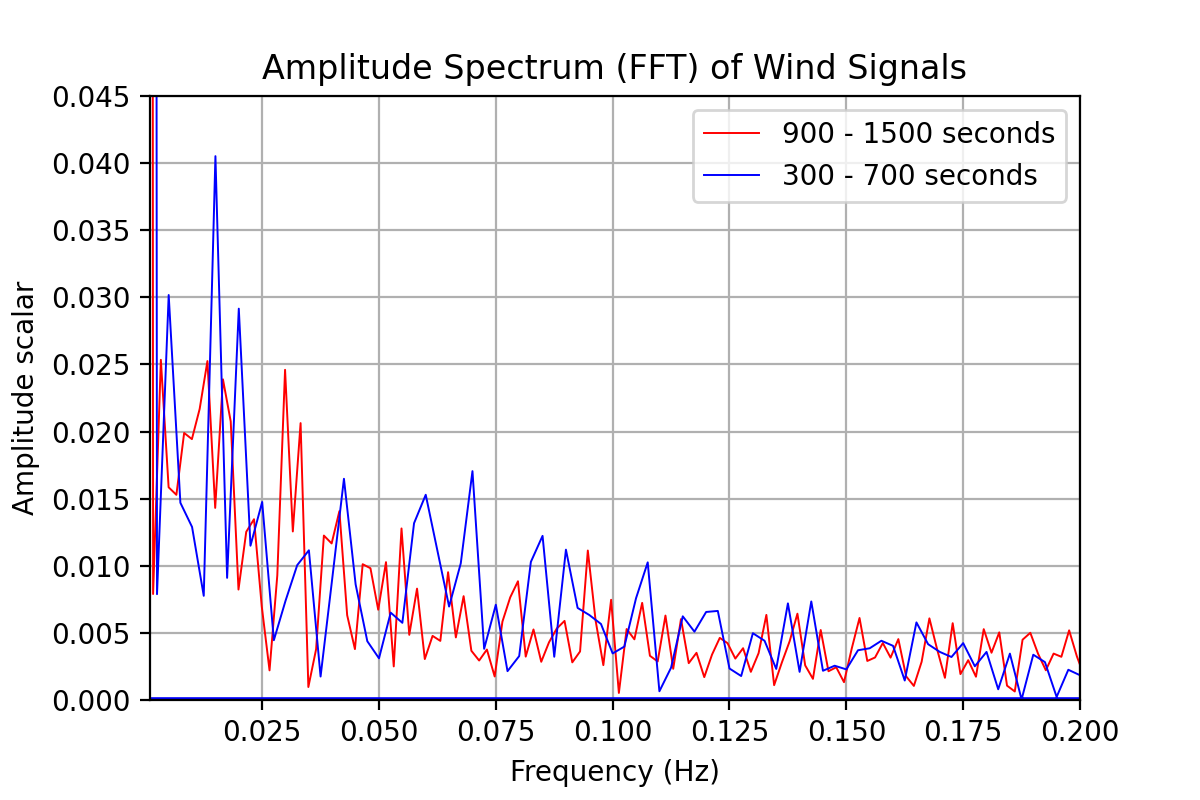 Amplitude Spectrum (FFT) of Wind Signals
0.045
0.040
0.035
0.030
0.025
0.020
0.015
0.010
0.005
0.000
Amplitude scalar
900 - 1500 seconds
300 - 700 seconds
0.025 0.050 0.075 0.100 0.125 0.150 0.175 0.200
Frequency (Hz)